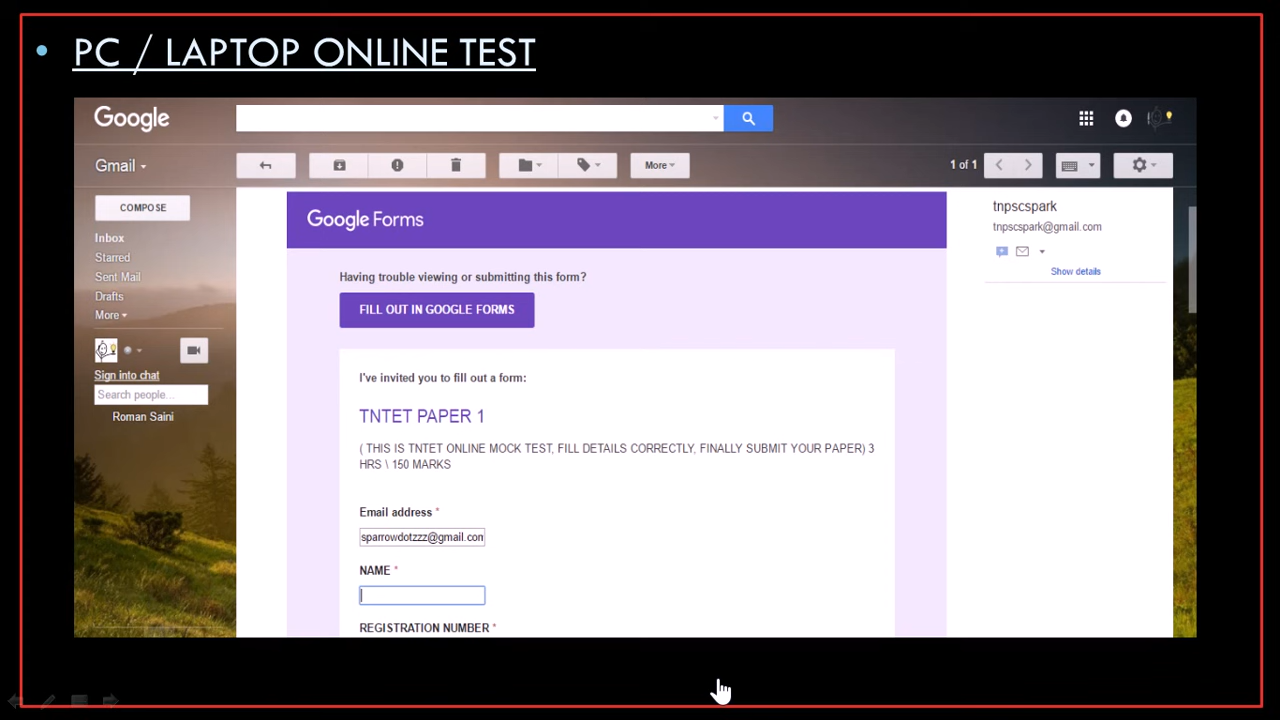 PC / LAPTOP ONLINE TEST
Google
Gmail
More
1 of 1
COMPOSE
Inbox
Starred
Sent Mail
Drafts
More
Sign into chat
Search people...
Roman Saini
Google Forms
Having trouble viewing or submitting this form?
FILL OUT IN GOOGLE FORMS
I've invited you to fill out a form:
TNTET PAPER 1
( THIS IS TNTET ONLINE MOCK TEST, FILL DETAILS CORRECTLY, FINALLY SUBMIT YOUR PAPER) 3
HRS \ 150 MARKS
Email address *
sparrowdotzzz@gmail.com
NAME *
REGISTRATION NUMBER *
tnpscspark
tnpscspark@gmail.com
Show details